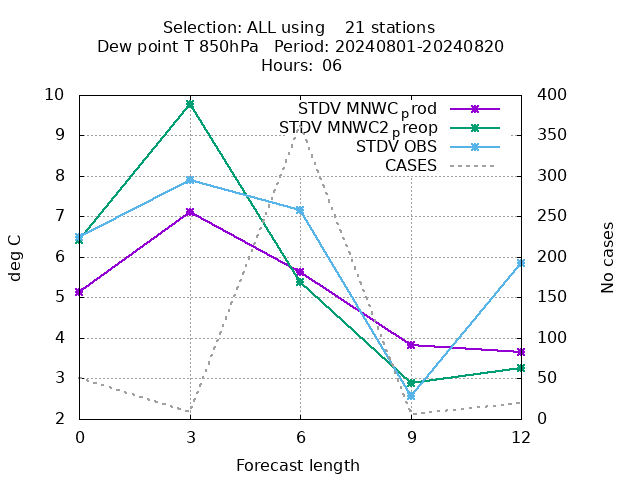 Selection: ALL using    21 stations
Dew point T 850hPa   Period: 20240801-20240820
Hours: 06
STDV MNWCprod
STDV MNWC2preop
STDV OBS
CASES
deg C
10
9
8
7
6
5
4
3
2
400
350
300
250
200
150
100
50
0
No cases
0 3 6 9 12
Forecast length